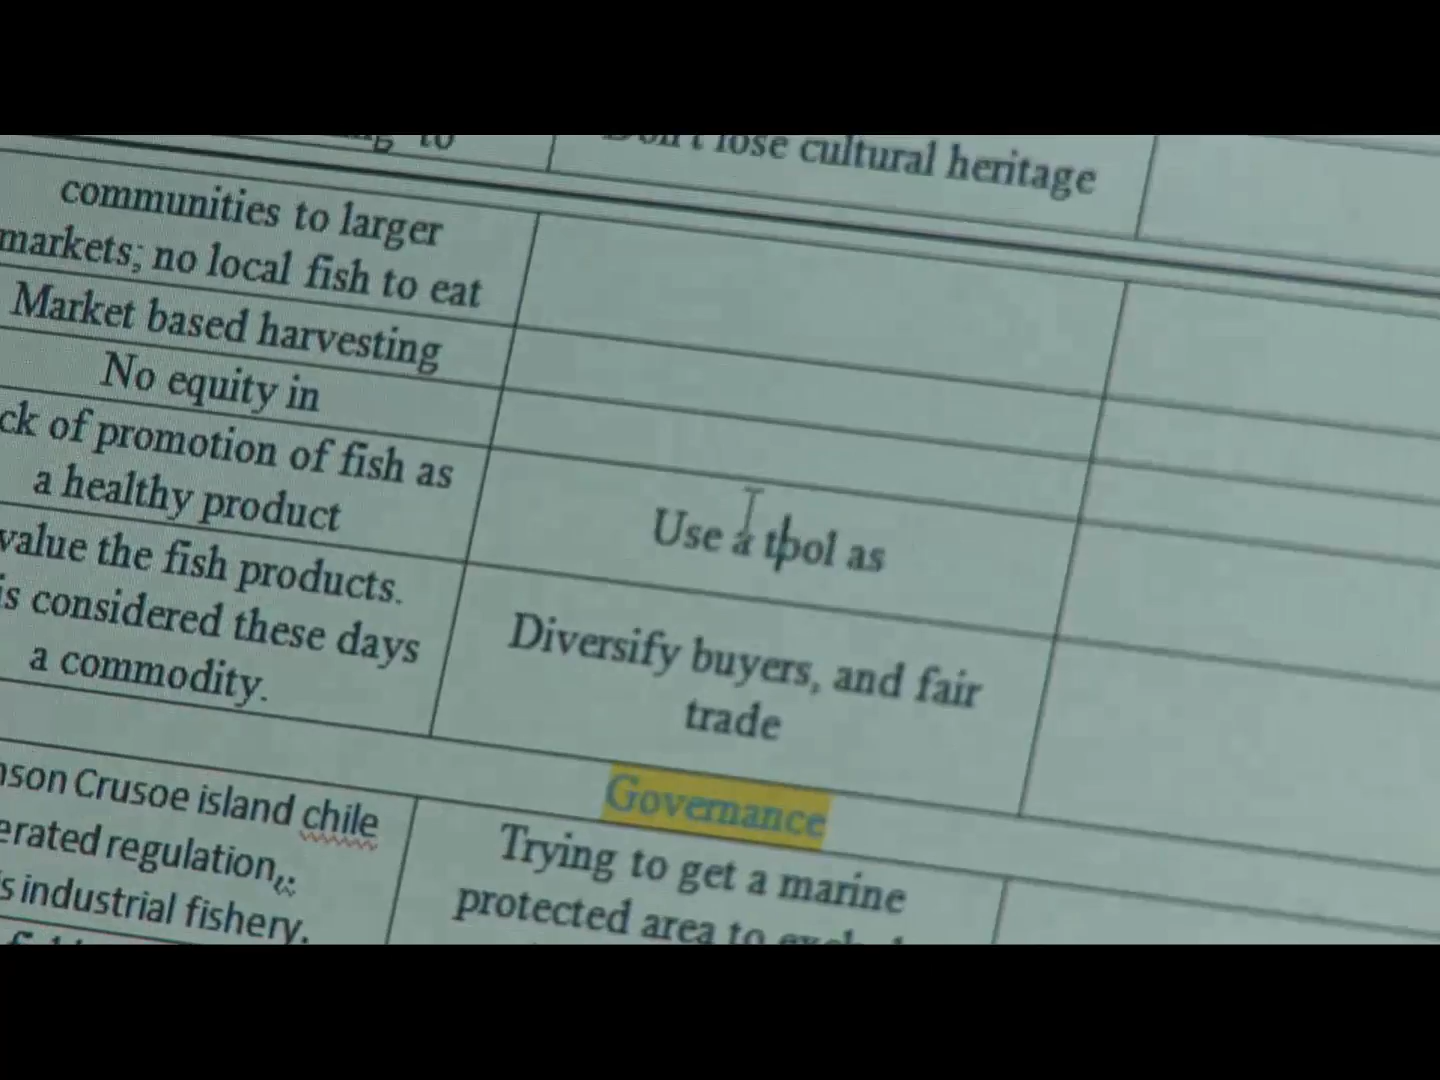 to
Don't lose cultural heritage
communities to larger
markets; no local fish to eat
Market based harvesting
No equity in
ck of promotion of fish as
a healthy product
Use a tool as
value the fish products.
is considered these days
a commodity.
Diversify buyers, and fair
trade
Governance
nson Crusoe island chile
erated regulation,
s industrial fishery.
Trying to get a marine
protected area to